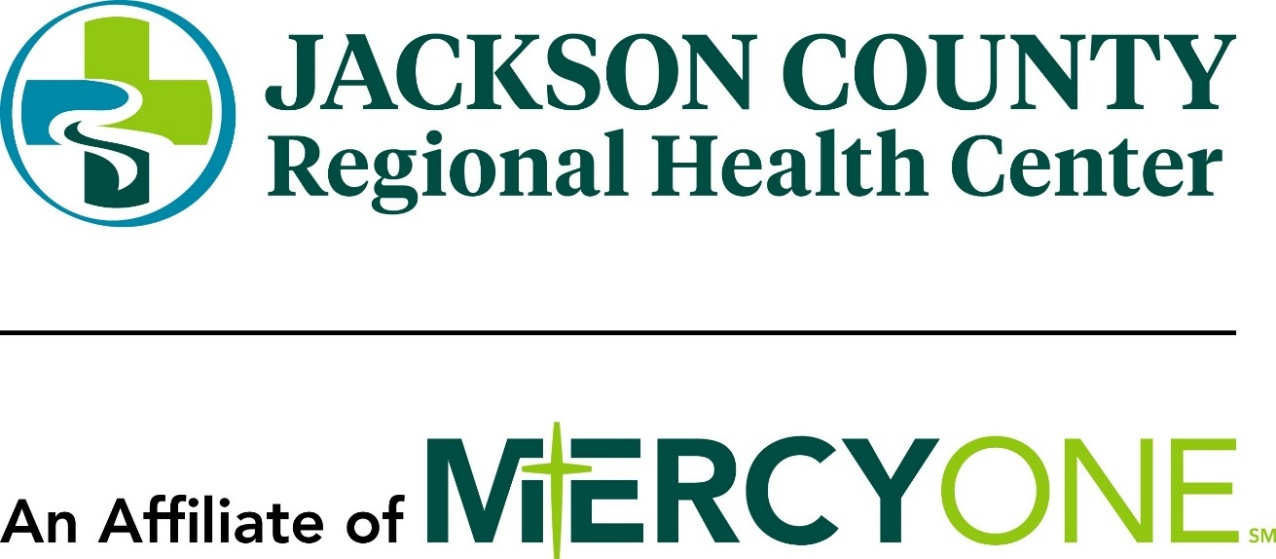 JACKSON COUNTY
Regional Health Center
An Affiliate of MERCYONE SM